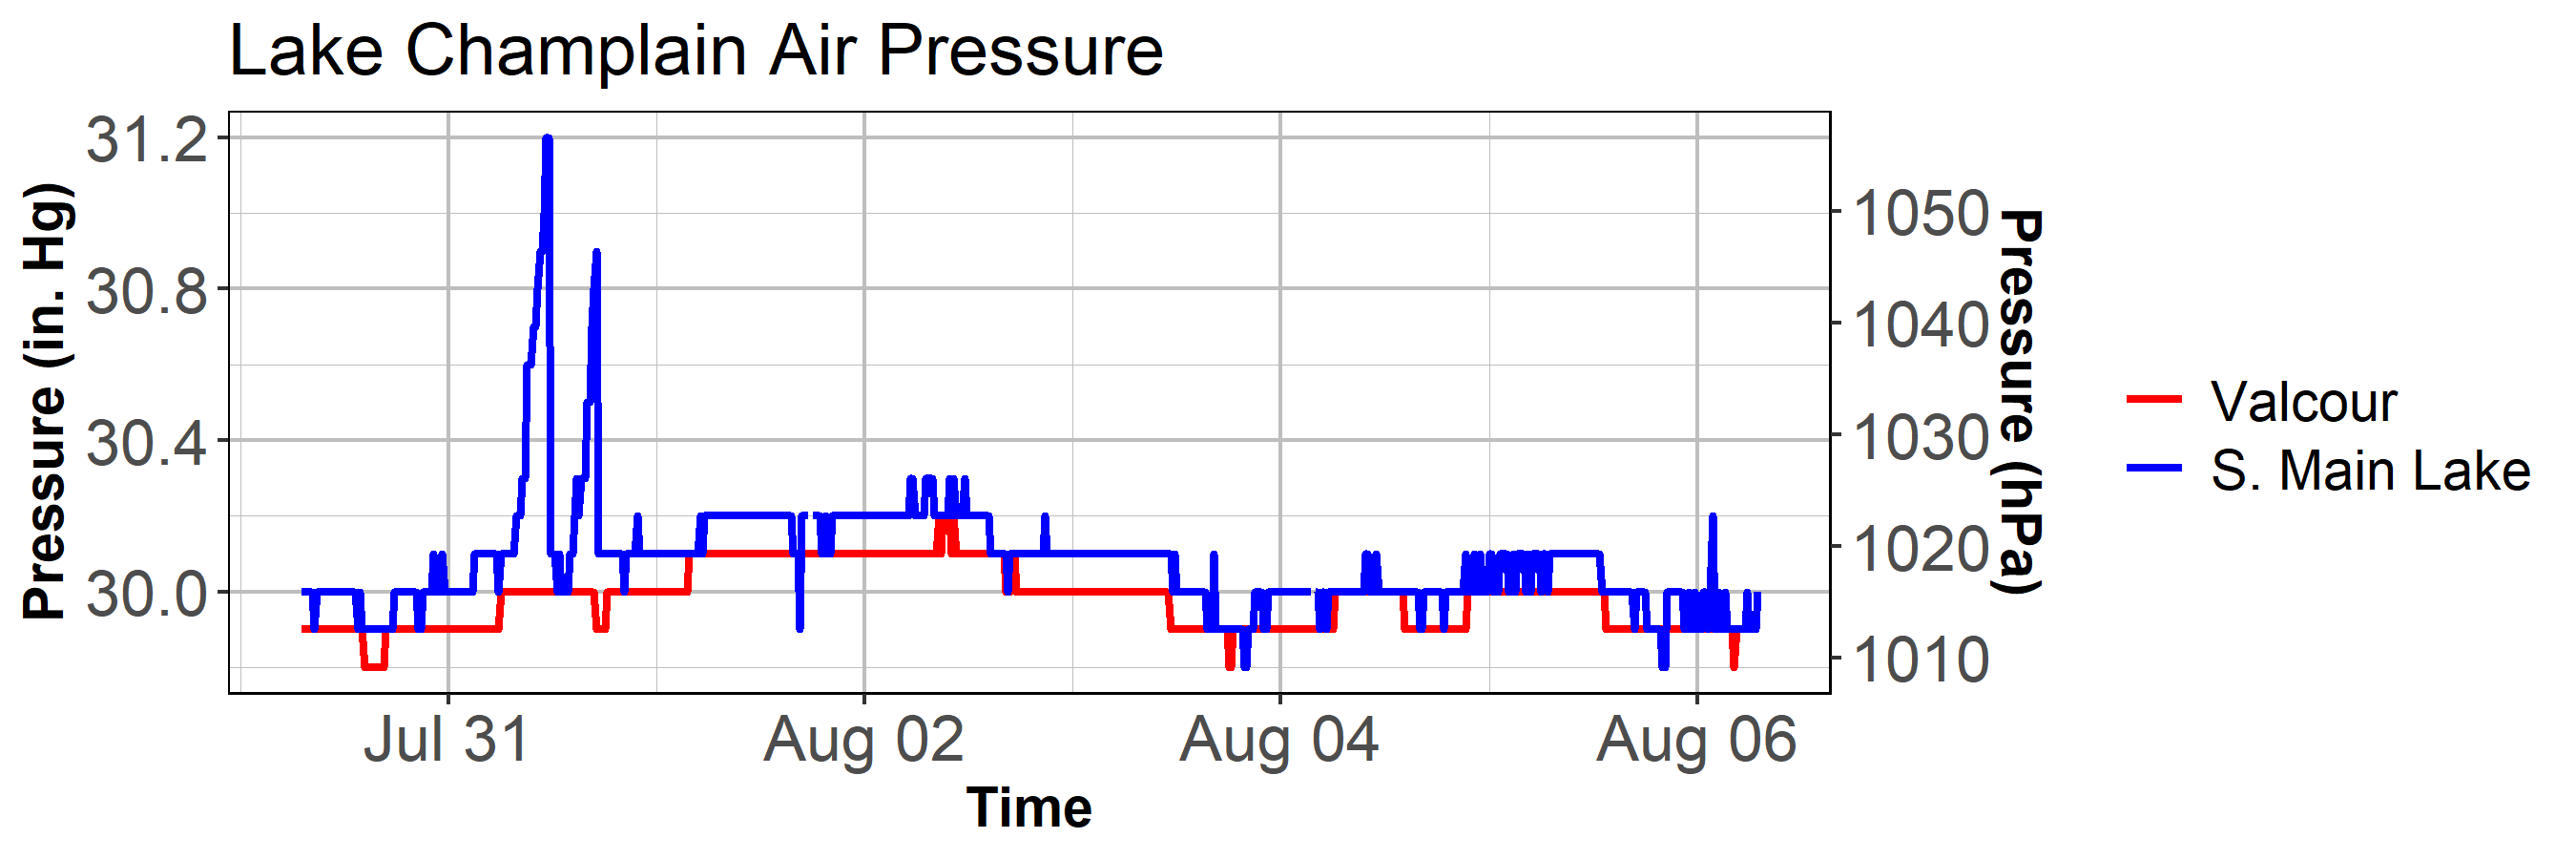 Lake Champlain Air Pressure
Pressure (in. Hg)
31.2
30.8
30.4
30.0
1050
1040
1030
1020
1010
Pressure (hPa)
Jul 31
Aug 02
Aug 04
Aug 06
Time
Valcour
S. Main Lake